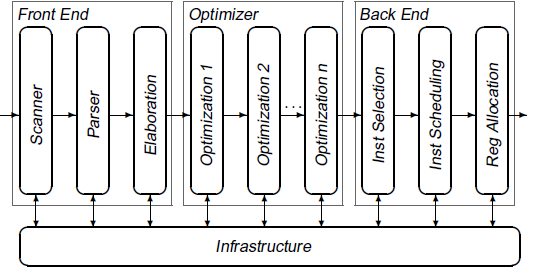 Front End
Optimizer
Back End
Scanner
Parser
Elaboration
Optimization 1
Optimization 2
...
Optimization n
Inst Selection
Inst Scheduling
Reg Allocation
Infrastructure